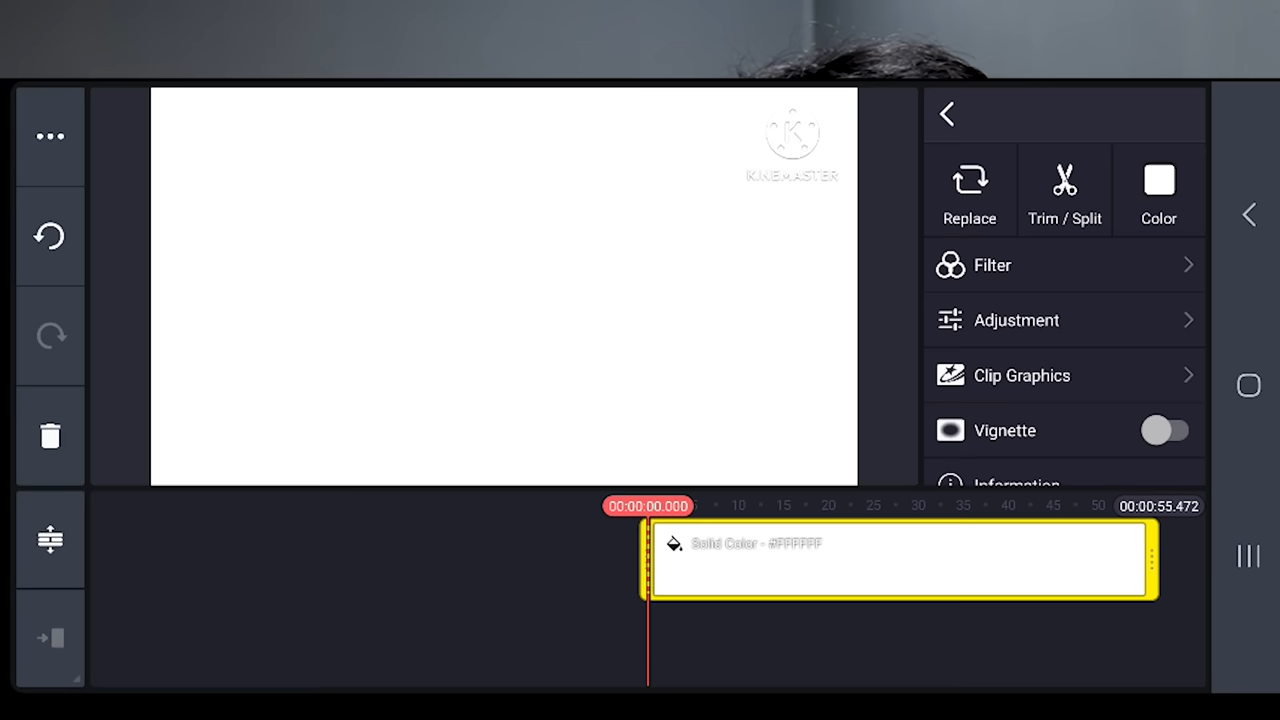 KINEMASTER
Replace
Trim / Split
Color
Filter
Adjustment
Clip Graphics
Vignette
Information
00:00:00.000
10
15
20
25
30
35
40
45
50
00:00:55.472
Solid Color - #FFFFFF